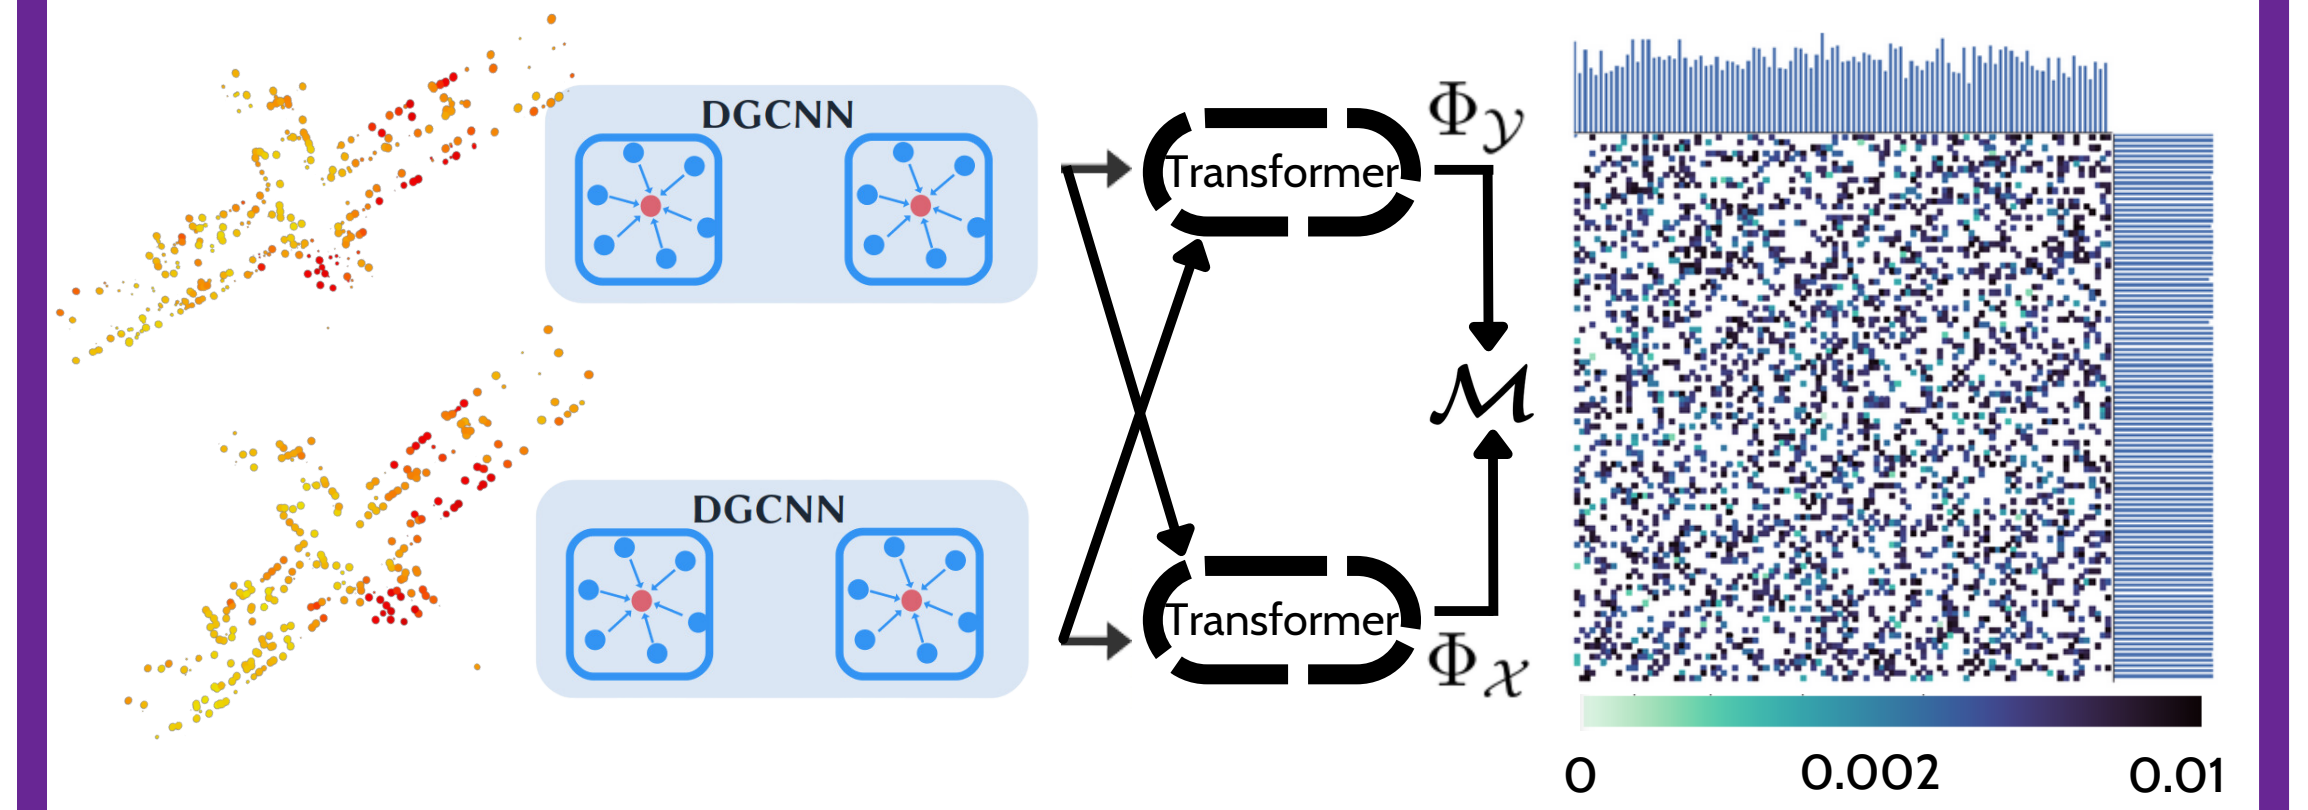 DGCNN
Transformer
Φ𝒴
ℳ
DGCNN
Transformer
Φ𝒳
0 0.002 0.01